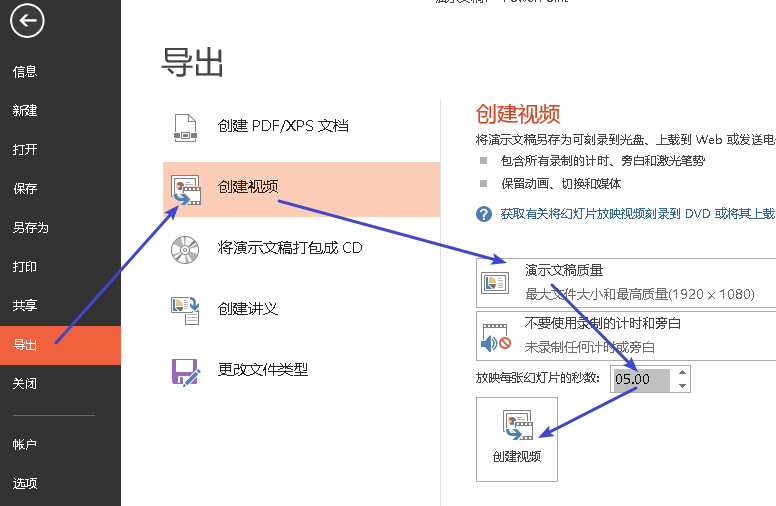 演示文稿1 - PowerPoint
信息
新建
打开
保存
另存为
打印
共享
导出
关闭
帐户
选项
导出
创建 PDF/XPS 文档
创建视频
将演示文稿打包成 CD
创建讲义
更改文件类型
创建视频
将演示文稿另存为可刻录到光盘、上载到 Web 或发送电
包含所有录制的计时、旁白和激光笔势
保留动画、切换和媒体
获取有关将幻灯片放映视频刻录到 DVD 或将其上载
演示文稿质量
最大文件大小和最高质量(1920 x 1080)
不要使用录制的计时和旁白
未录制任何计时或旁白
放映每张幻灯片的秒数: 05.00
创建视频